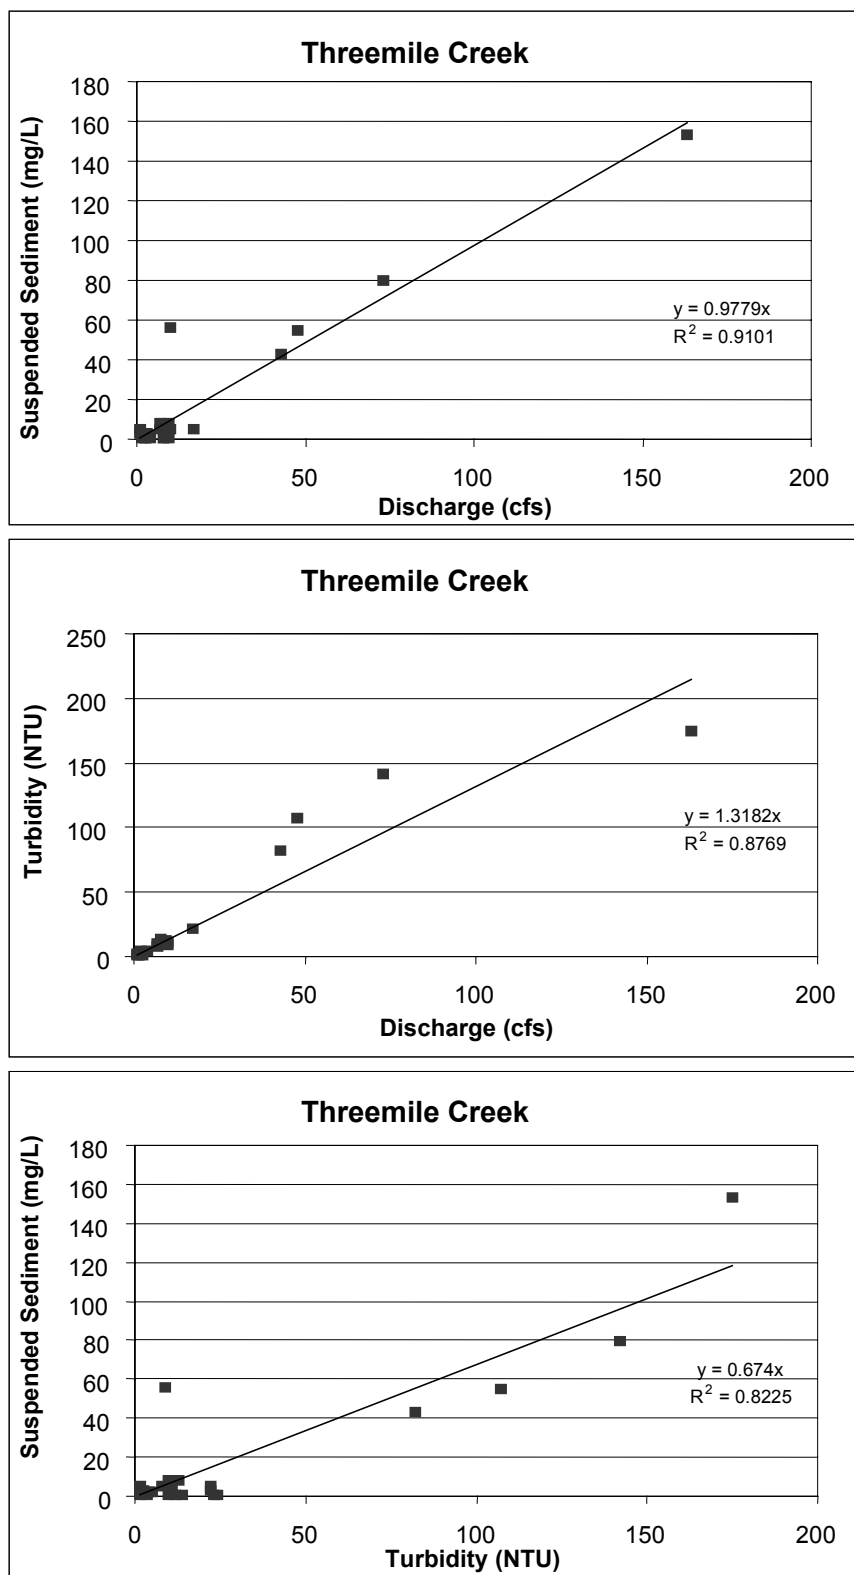 Threemile Creek
Suspended Sediment (mg/L)
180
160
140
120
100
80
60
40
20
0
y = 0.9779x
R² = 0.9101
0 50 100 150 200
Discharge (cfs)
Threemile Creek
Turbidity (NTU)
250
200
150
100
50
0
y = 1.3182x
R² = 0.8769
0 50 100 150 200
Discharge (cfs)
Threemile Creek
Suspended Sediment (mg/L)
180
160
140
120
100
80
60
40
20
0
y = 0.674x
R² = 0.8225
0 50 100 150 200
Turbidity (NTU)